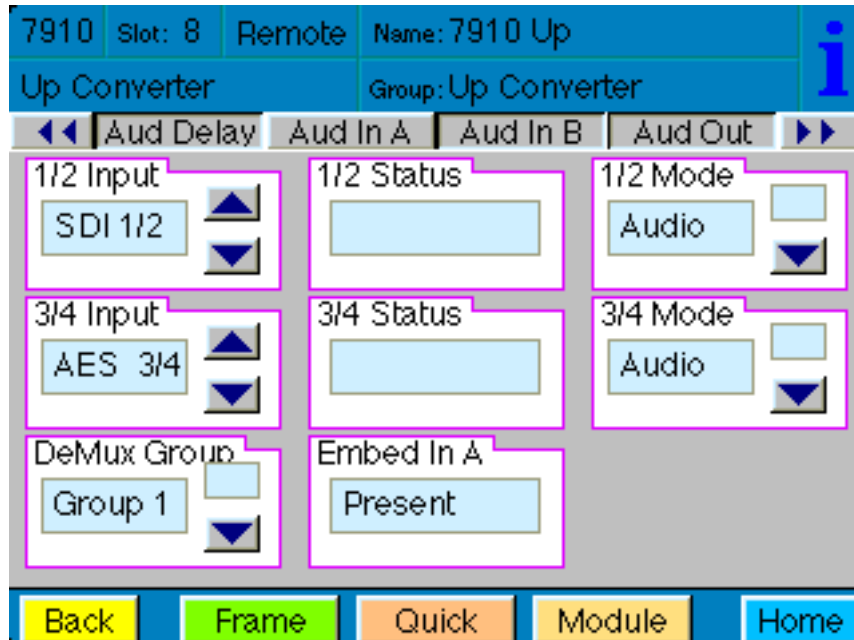 7910 Slot: 8 Remote Name: 7910 Up
Up Converter Group: Up Converter
i
Aud Delay Aud In A Aud In B Aud Out
1/2 Input 1/2 Status 1/2 Mode
SDI 1/2 Audio
3/4 Input 3/4 Status 3/4 Mode
AES 3/4 Audio
DeMux Group Embed In A
Group 1 Present
Back Frame Quick Module Home